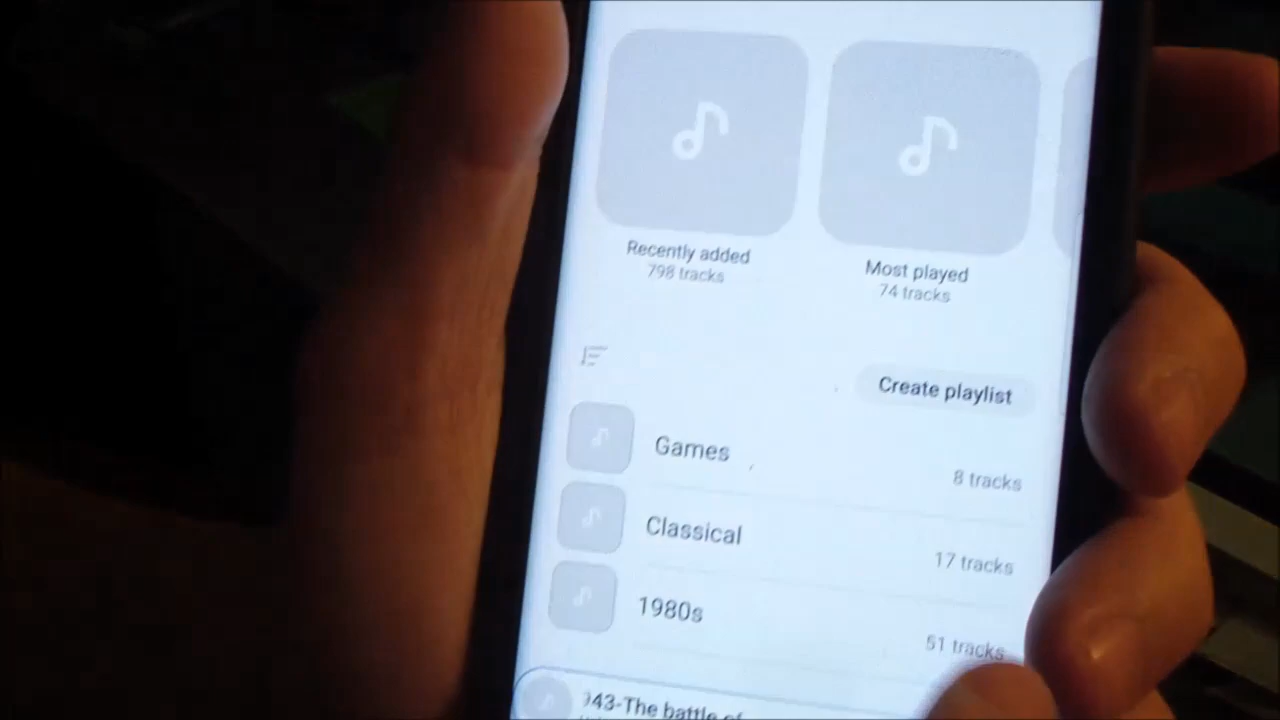 Recently added
798 tracks
Most played
74 tracks
Create playlist
Games
8 tracks
Classical
17 tracks
1980s
51 tracks
43-The battle of